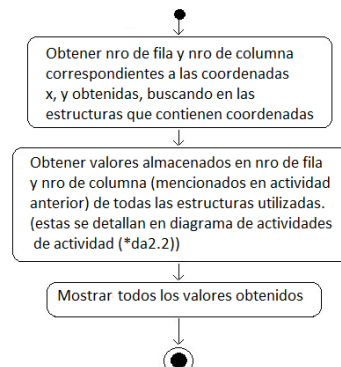 Obtener nro de fila y nro de columna
correspondientes a las coordenadas
x, y obtenidas, buscando en las
estructuras que contienen coordenadas
Obtener valores almacenados en nro de fila
y nro de columna (mencionados en actividad
anterior) de todas las estructuras utilizadas.
(estas se detallan en diagrama de actividades
de actividad (*da2.2))
Mostrar todos los valores obtenidos